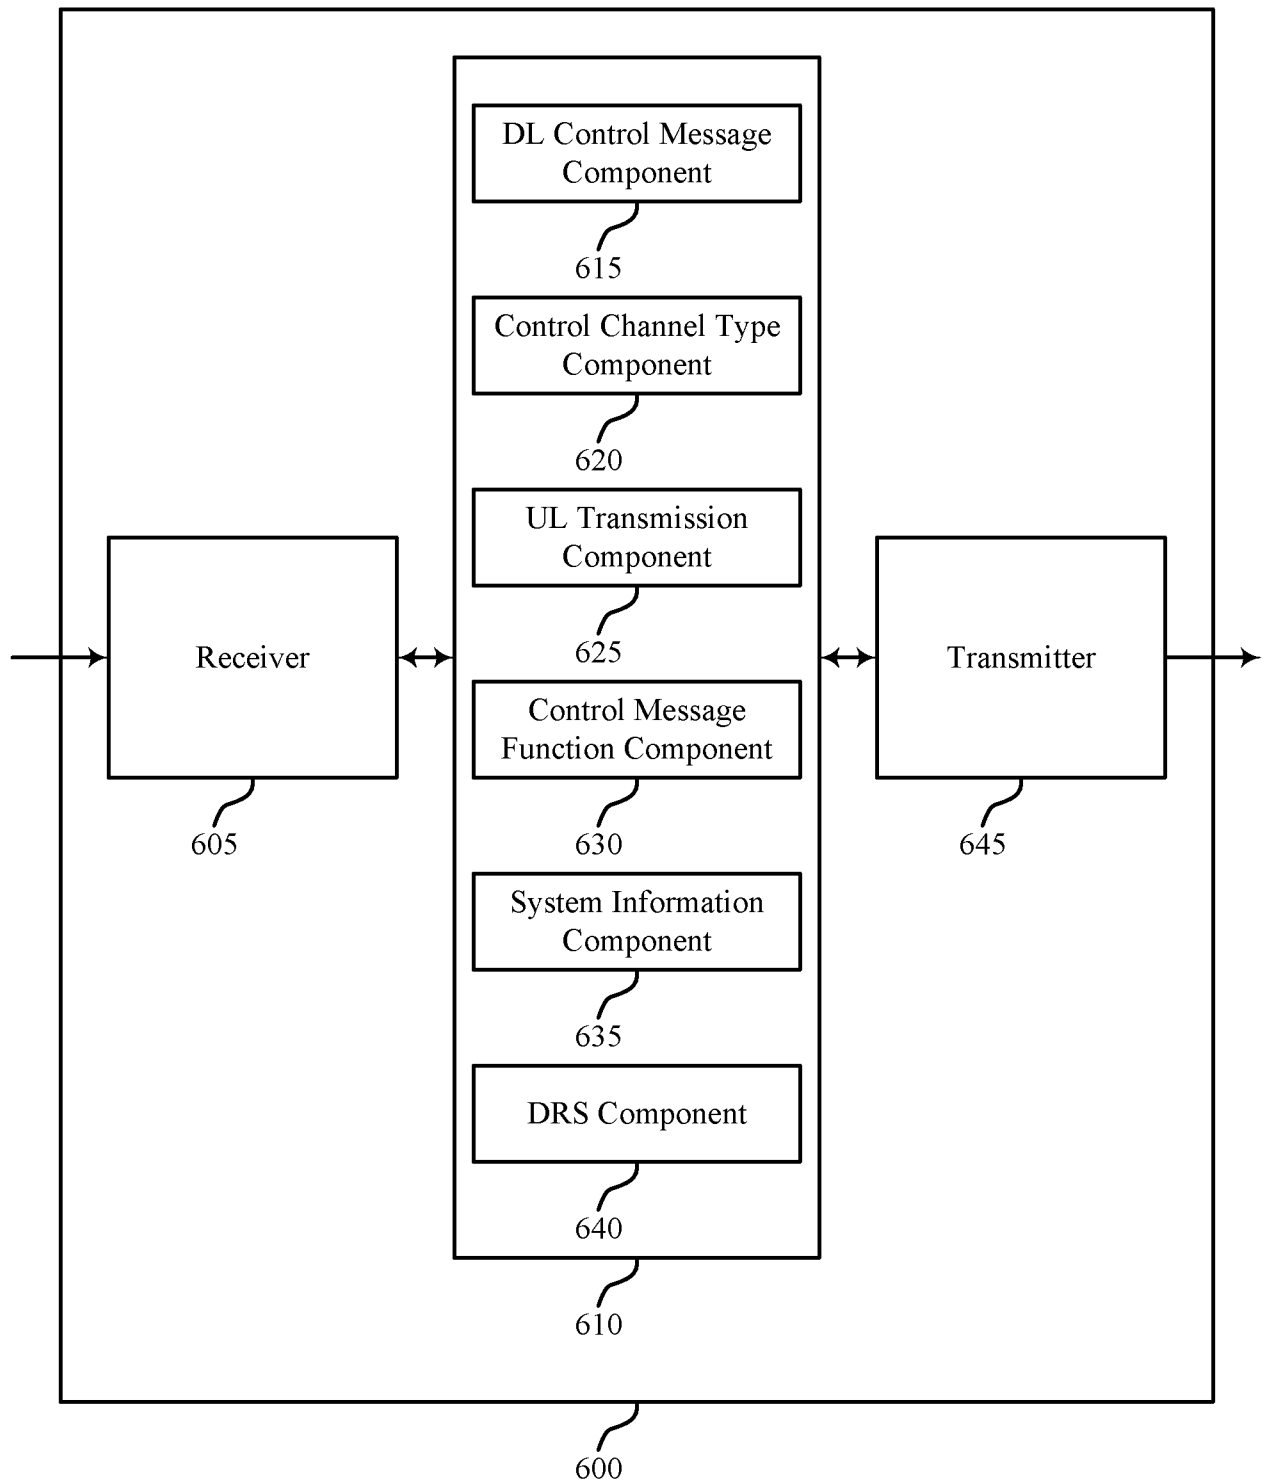 DL Control Message
Component
615
Control Channel Type
Component
620
UL Transmission
Component
625
Receiver
605
Control Message
Function Component
630
Transmitter
645
System Information
Component
635
DRS Component
640
610
600